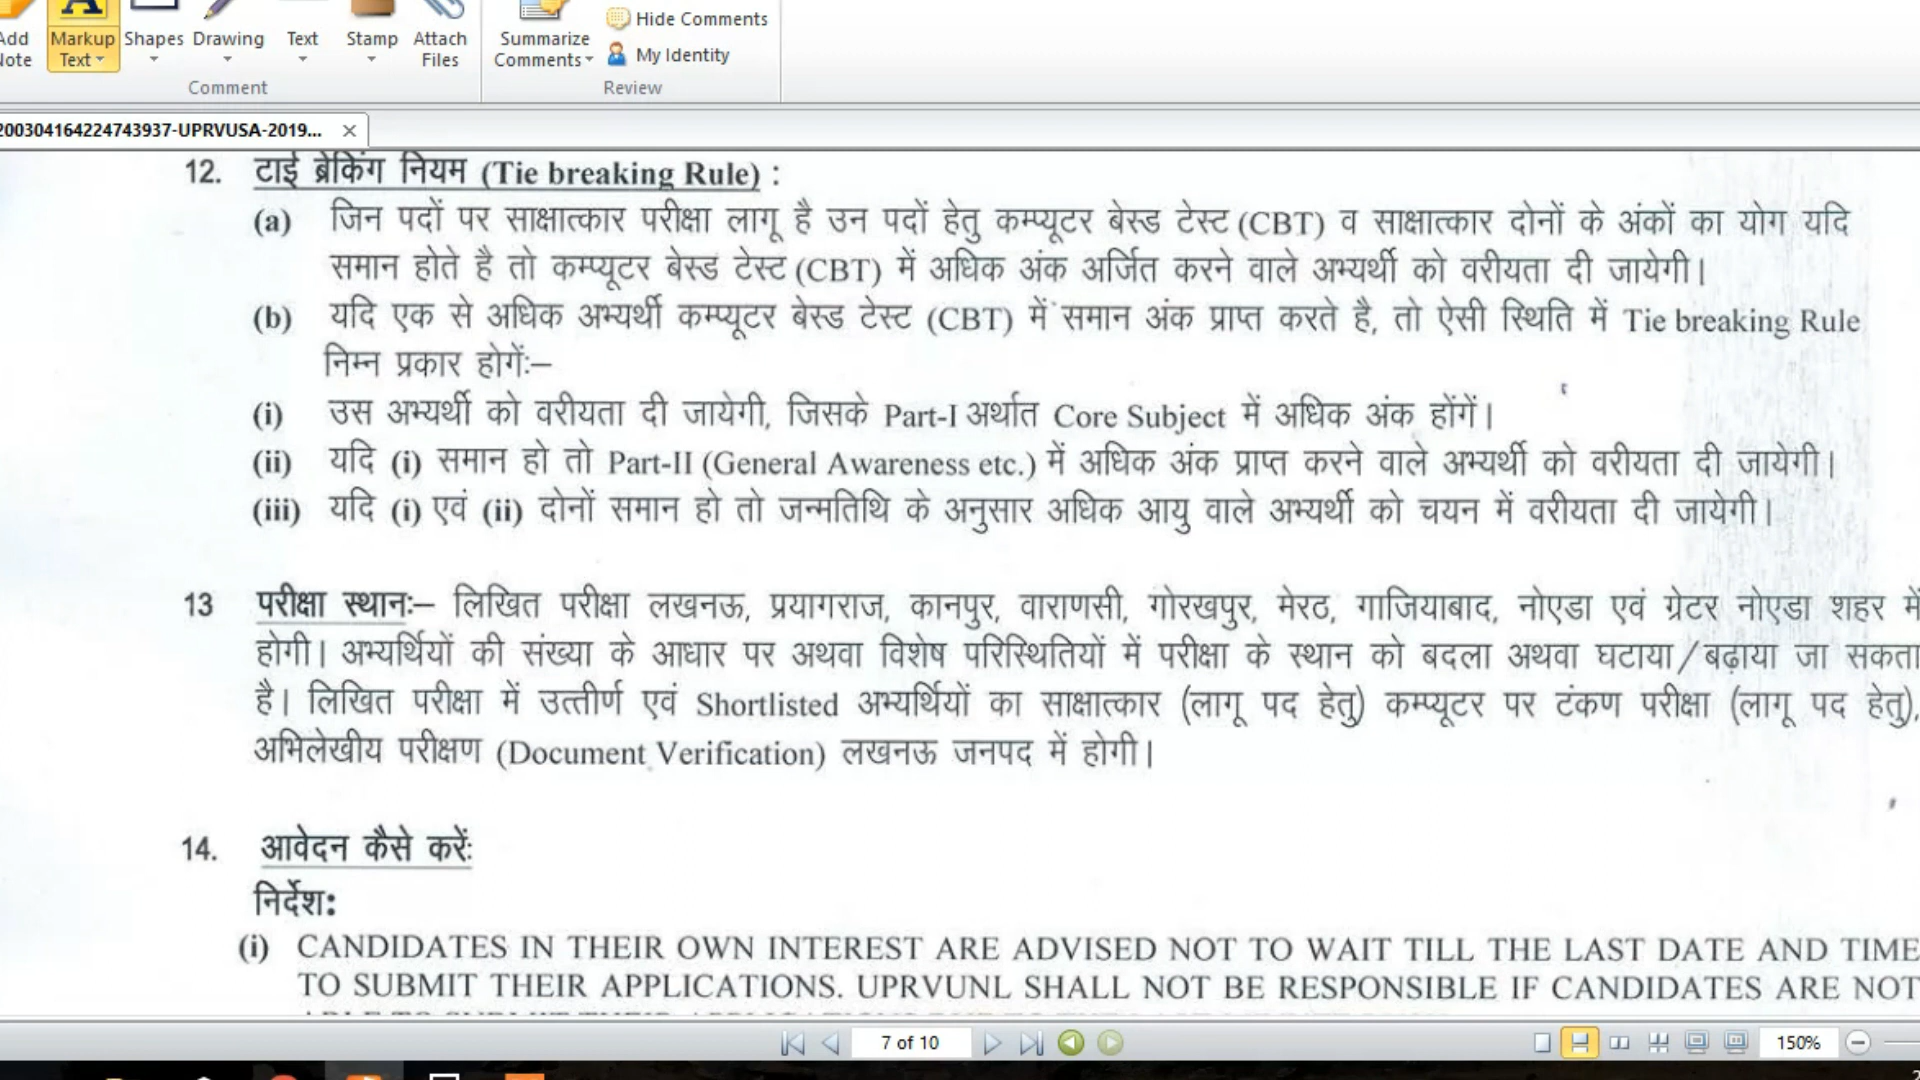 Add Note
Markup Text
Shapes
Drawing
Text
Stamp
Attach Files
Summarize Comments
Hide Comments
My Identity
Comment
Review
200304164224743937-UPRVUSA-2019...
12. टाई ब्रेकिंग नियम (Tie breaking Rule) :
(a) जिन पदों पर साक्षात्कार परीक्षा लागू है उन पदों हेतु कम्प्यूटर बेस्ड टेस्ट (CBT) व साक्षात्कार दोनों के अंकों का योग यदि
समान होते है तो कम्प्यूटर बेस्ड टेस्ट (CBT) में अधिक अंक अर्जित करने वाले अभ्यर्थी को वरीयता दी जायेगी।
(b) यदि एक से अधिक अभ्यर्थी कम्प्यूटर बेस्ड टेस्ट (CBT) में समान अंक प्राप्त करते है, तो ऐसी स्थिति में Tie breaking Rule
निम्न प्रकार होगेंः–
(i) उस अभ्यर्थी को वरीयता दी जायेगी, जिसके Part-I अर्थात Core Subject में अधिक अंक होंगें।
(ii) यदि (i) समान हो तो Part-II (General Awareness etc.) में अधिक अंक प्राप्त करने वाले अभ्यर्थी को वरीयता दी जायेगी।
(iii) यदि (i) एवं (ii) दोनों समान हो तो जन्मतिथि के अनुसार अधिक आयु वाले अभ्यर्थी को चयन में वरीयता दी जायेगी।
13 परीक्षा स्थानः– लिखित परीक्षा लखनऊ, प्रयागराज, कानपुर, वाराणसी, गोरखपुर, मेरठ, गाजियाबाद, नोएडा एवं ग्रेटर नोएडा शहर में
होगी। अभ्यर्थियों की संख्या के आधार पर अथवा विशेष परिस्थितियों में परीक्षा के स्थान को बदला अथवा घटाया/बढ़ाया जा सकता
है। लिखित परीक्षा में उत्तीर्ण एवं Shortlisted अभ्यर्थियों का साक्षात्कार (लागू पद हेतु) कम्प्यूटर पर टंकण परीक्षा (लागू पद हेतु),
अभिलेखीय परीक्षण (Document Verification) लखनऊ जनपद में होगी।
14. आवेदन कैसे करेंः
निर्देश:
(i) CANDIDATES IN THEIR OWN INTEREST ARE ADVISED NOT TO WAIT TILL THE LAST DATE AND TIME
TO SUBMIT THEIR APPLICATIONS. UPRVUNL SHALL NOT BE RESPONSIBLE IF CANDIDATES ARE NOT
7 of 10
150%